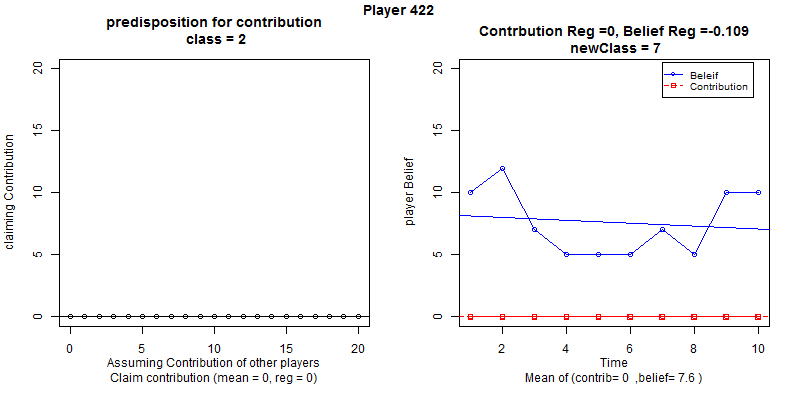 Player 422
predisposition for contribution
class = 2
claiming Contribution
0 5 10 15 20
0 5 10 15 20
Assuming Contribution of other players
Claim contribution (mean = 0, reg = 0)
Contrbution Reg =0, Belief Reg =-0.109
newClass = 7
Beleif
Contribution
player Belief
0 5 10 15 20
2 4 6 8 10
Time
Mean of (contrib= 0 ,belief= 7.6 )